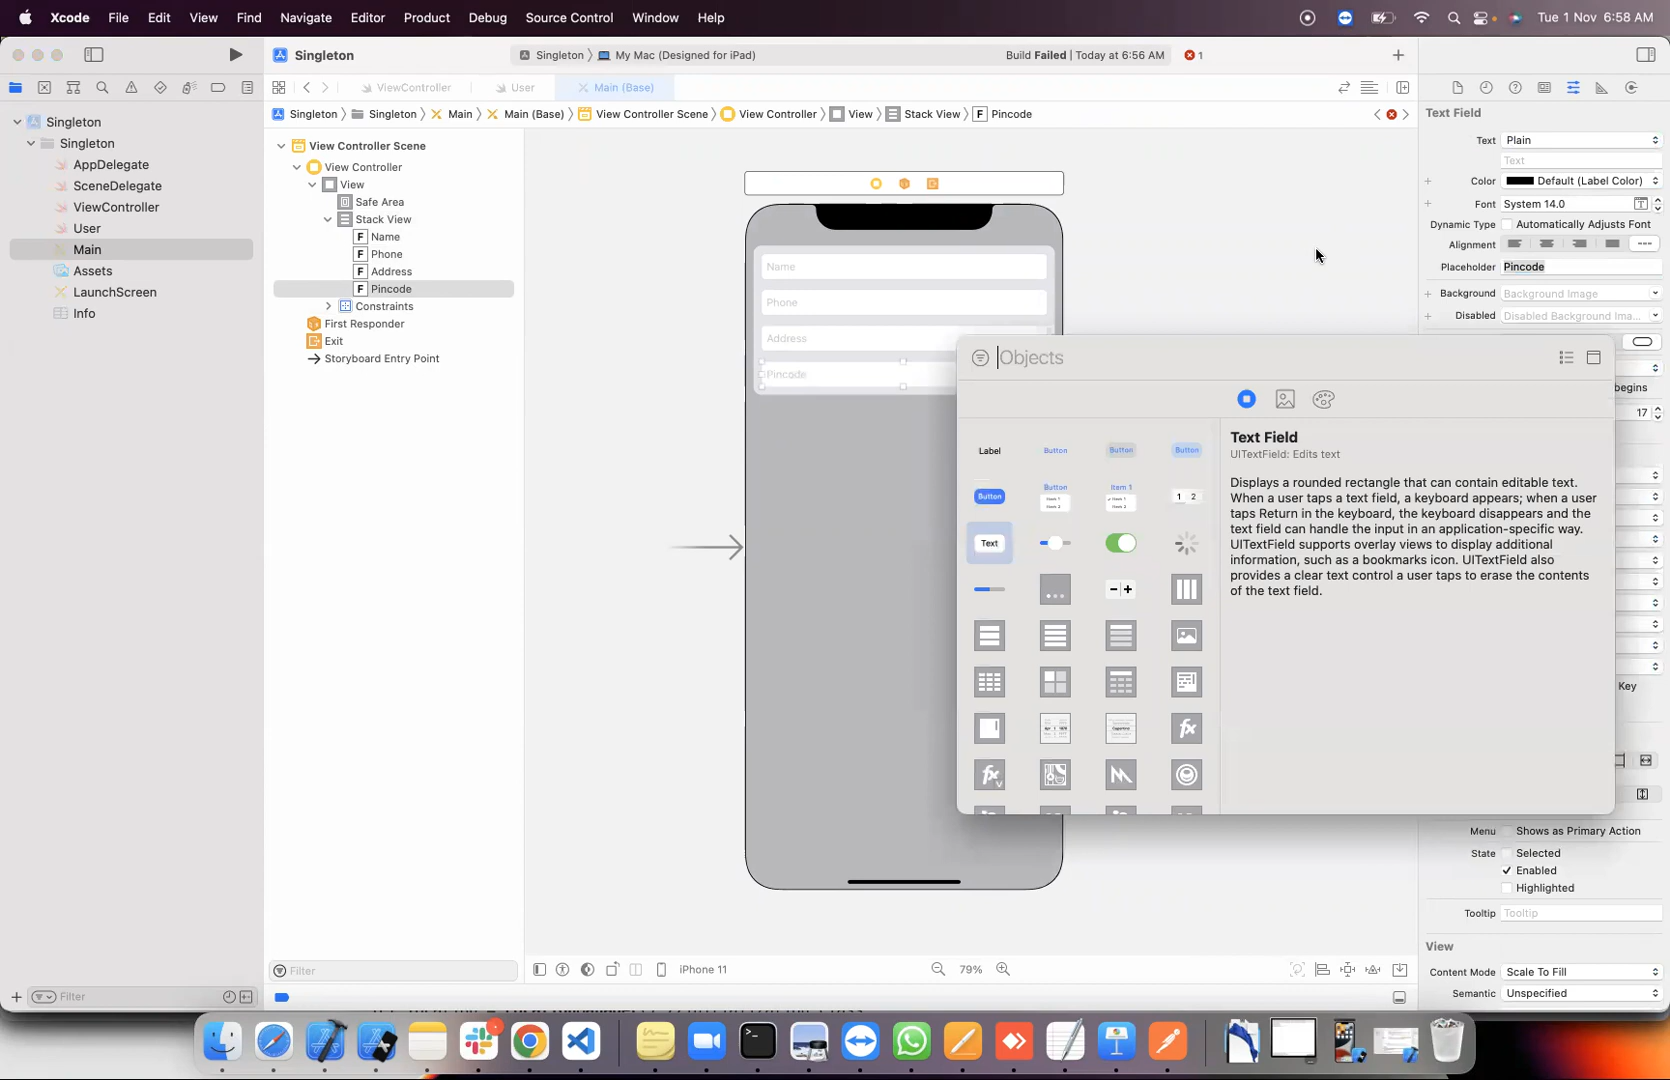 Xcode File Edit View Find Navigate Editor Product Debug Source Control Window Help Tue 1 Nov 6:58 AM
Singleton Singleton My Mac (Designed for iPad) Build Failed | Today at 6:56 AM 1
ViewController User Main (Base)
Singleton Singleton Main Main (Base) View Controller Scene View Controller View Stack View F Pincode
Singleton
Singleton
AppDelegate
SceneDelegate
ViewController
User
Main
Assets
LaunchScreen
Info
Filter
View Controller Scene
View Controller
View
Safe Area
Stack View
F Name
F Phone
F Address
F Pincode
Constraints
First Responder
Exit
Storyboard Entry Point
Filter
Name
Phone
Address
Pincode
iPhone 11 79%
Objects
Label Button Button Button
Button Button Item 1 1 2
Text
Text Field
UITextField: Edits text
Displays a rounded rectangle that can contain editable text.
When a user taps a text field, a keyboard appears; when a user
taps Return in the keyboard, the keyboard disappears and the
text field can handle the input in an application-specific way.
UITextField supports overlay views to display additional
information, such as a bookmarks icon. UITextField also
provides a clear text control a user taps to erase the contents
of the text field.
Text Field
Text Plain
Text
Color Default (Label Color)
Font System 14.0
Dynamic Type Automatically Adjusts Font
Alignment
Placeholder Pincode
Background Background Image
Disabled Disabled Background Ima...
begins
17
Key
Menu Shows as Primary Action
State Selected
Enabled
Highlighted
Tooltip Tooltip
View
Content Mode Scale To Fill
Semantic Unspecified